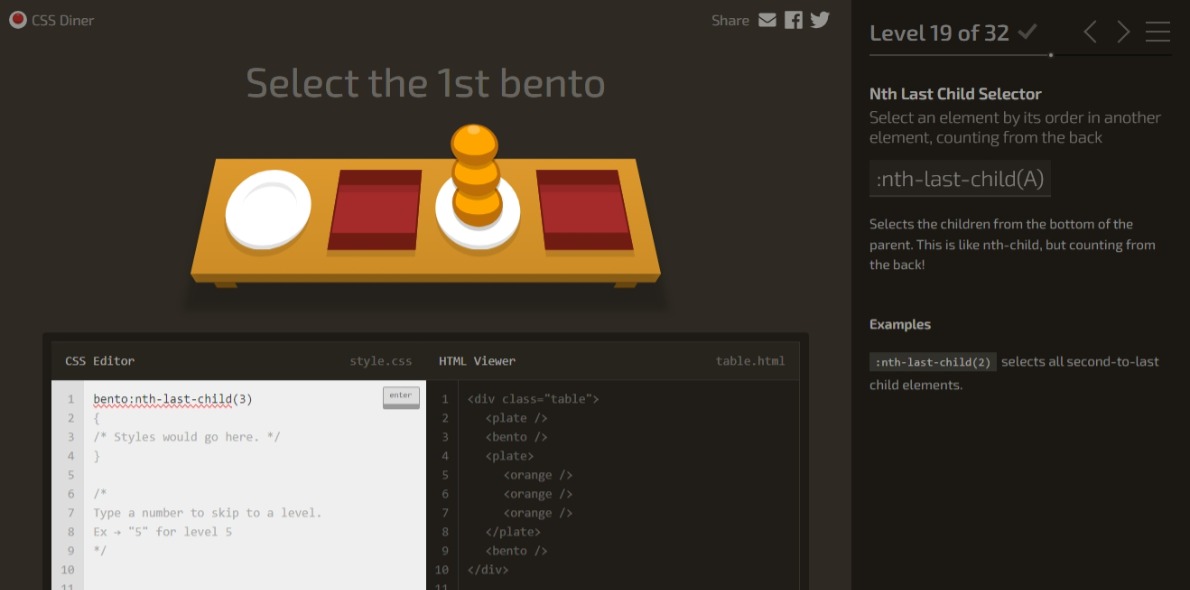 CSS Diner
Share
Select the 1st bento
Level 19 of 32
Nth Last Child Selector
Select an element by its order in another
element, counting from the back
:nth-last-child(A)
Selects the children from the bottom of the
parent. This is like nth-child, but counting from
the back!
Examples
:nth-last-child(2) selects all second-to-last
child elements.
CSS Editor
style.css
1 bento:nth-last-child(3)
enter
2 {
3 /* Styles would go here. */
4 }
5
6 /*
7 Type a number to skip to a level.
8 Ex → "5" for level 5
9 */
10
11
HTML Viewer
table.html
1 <div class="table">
2 <plate />
3 <bento />
4 <plate>
5 <orange />
6 <orange />
7 <orange />
8 </plate>
9 <bento />
10 </div>
11